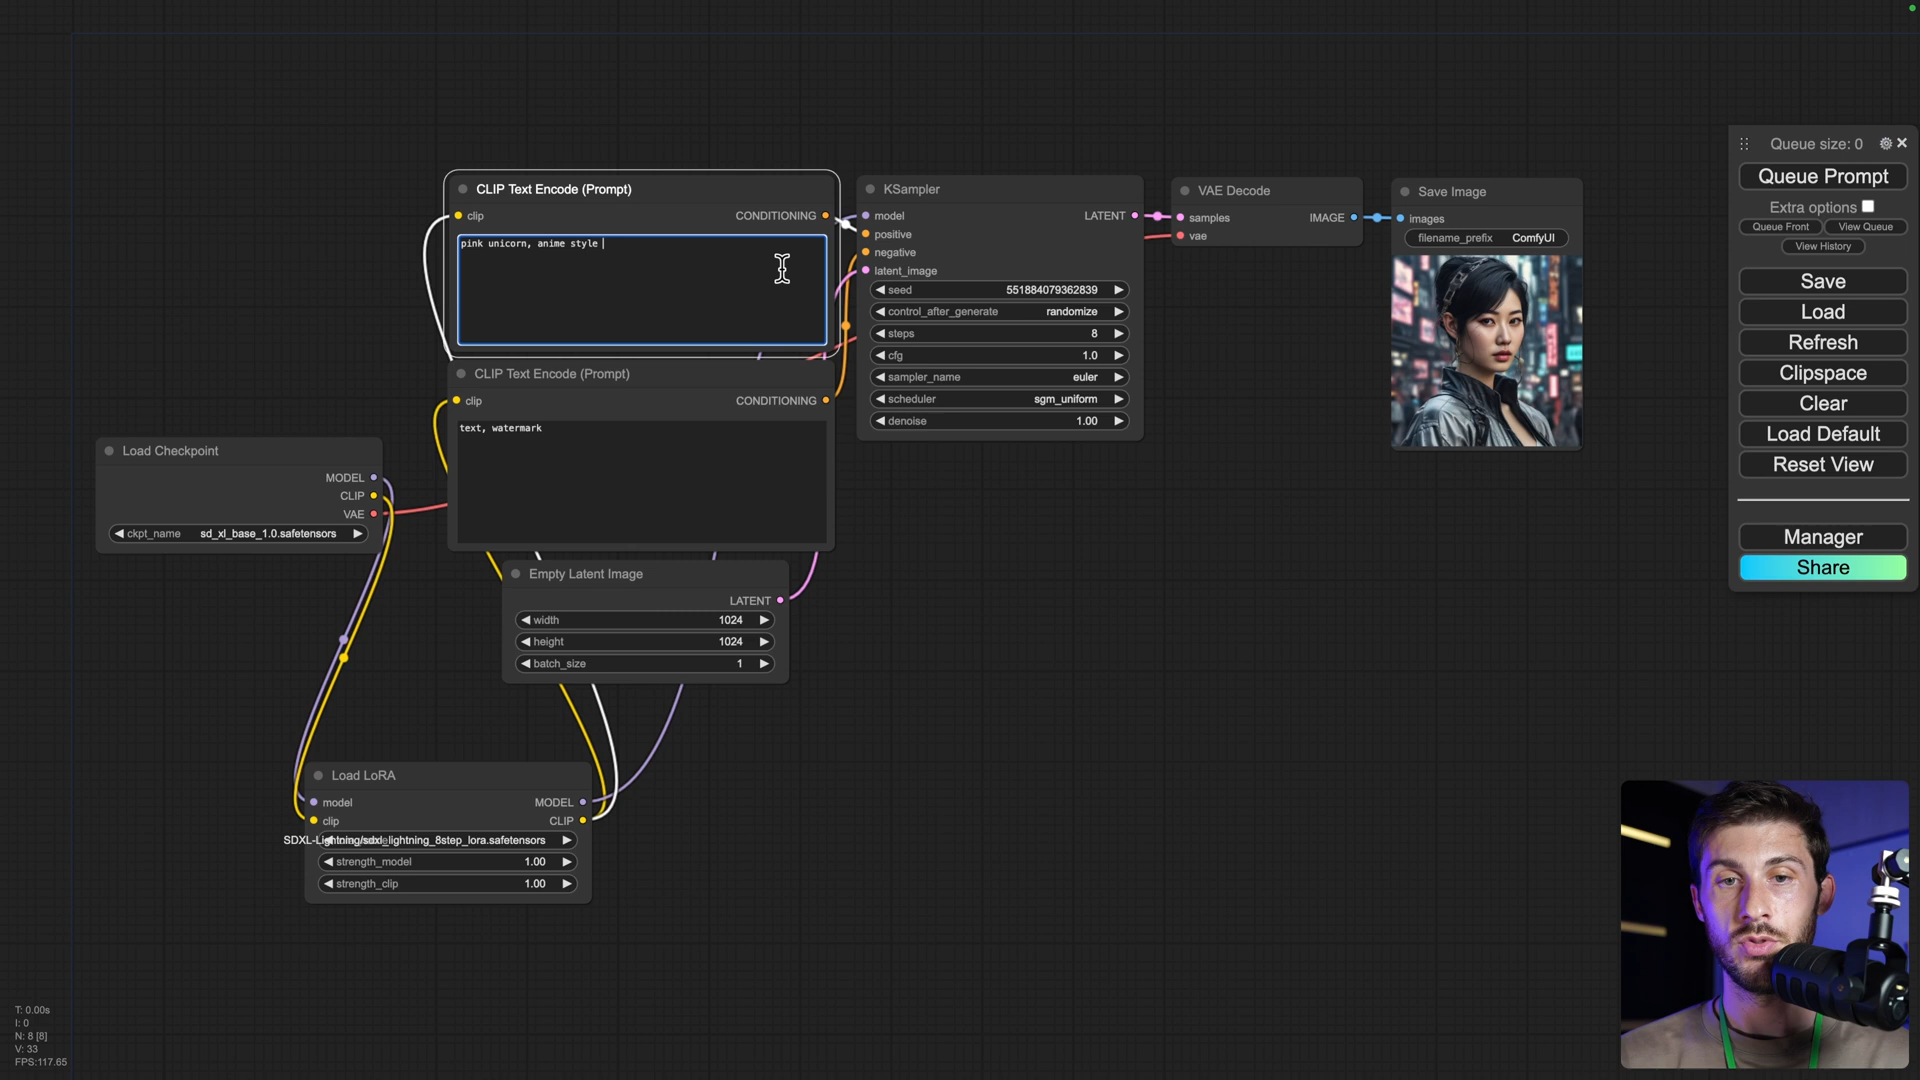 Queue size: 0
Queue Prompt
Extra options
Queue Front
View Queue
View History
Save
Load
Refresh
Clipspace
Clear
Load Default
Reset View
Manager
Share
CLIP Text Encode (Prompt)
clip
CONDITIONING
pink unicorn, anime style
CLIP Text Encode (Prompt)
clip
CONDITIONING
text, watermark
KSampler
model
LATENT
positive
negative
latent_image
seed 551884079362839
control_after_generate randomize
steps 8
cfg 1.0
sampler_name euler
scheduler sgm_uniform
denoise 1.00
VAE Decode
samples
IMAGE
vae
Save Image
images
filename_prefix ComfyUI
Load Checkpoint
MODEL
CLIP
VAE
ckpt_name sd_xl_base_1.0.safetensors
Empty Latent Image
LATENT
width 1024
height 1024
batch_size 1
Load LoRA
model
MODEL
clip
CLIP
SDXL-Lightning/sdxl_lightning_8step_lora.safetensors
strength_model 1.00
strength_clip 1.00
T: 0.00s
I: 0
N: 8 [8]
V: 33
FPS:117.65